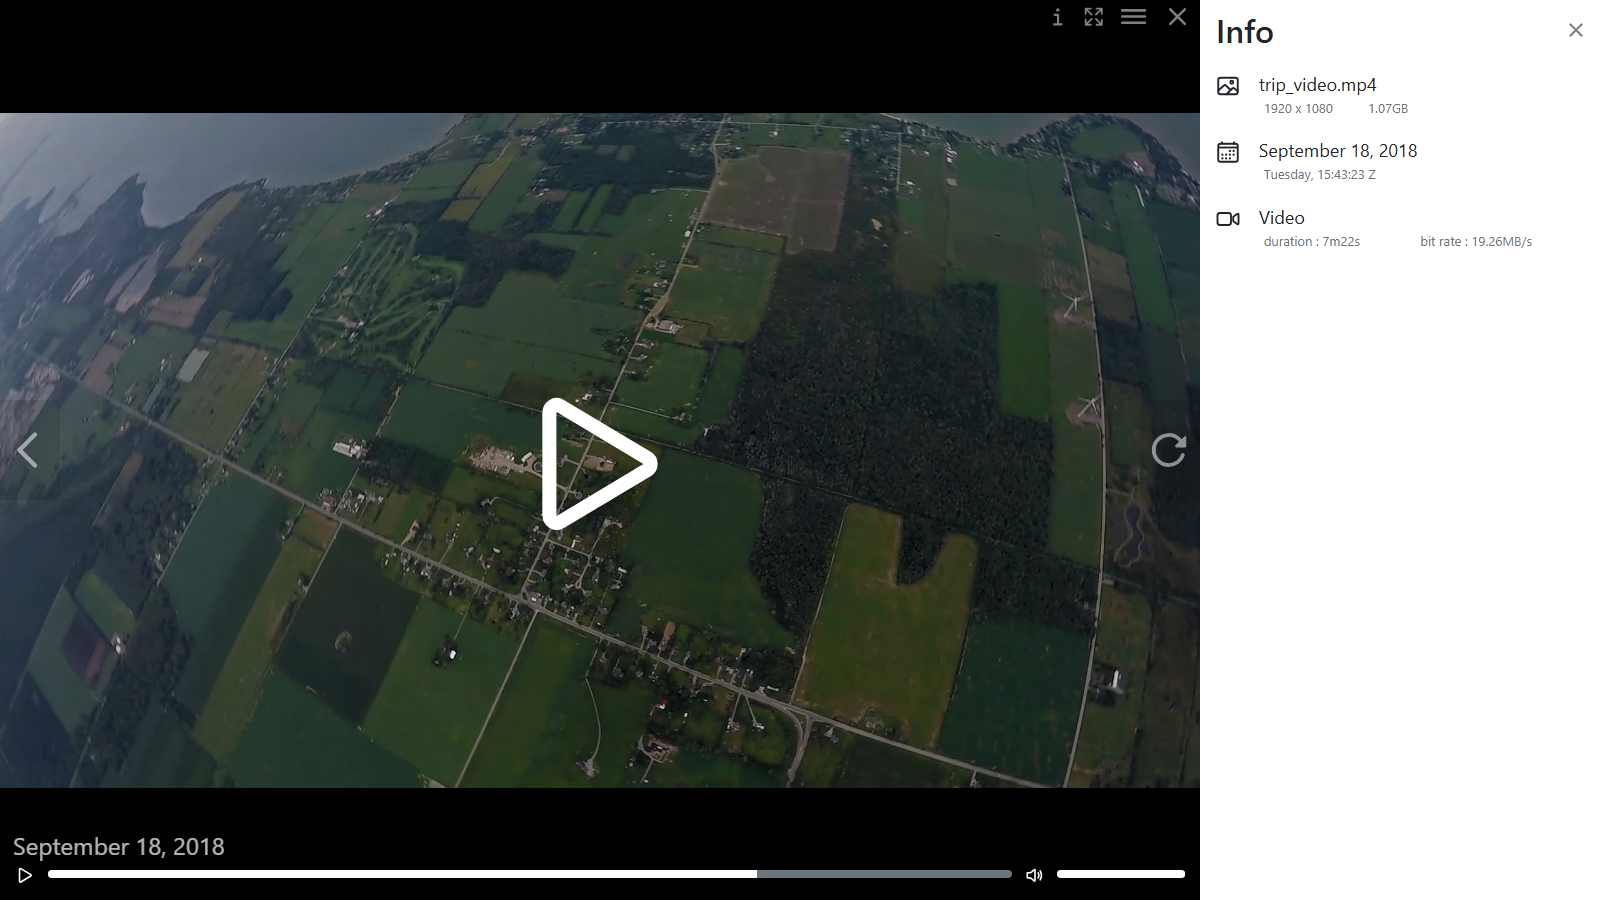 Info
trip_video.mp4
1920 x 1080 1.07GB
September 18, 2018
Tuesday, 15:43:23 Z
Video
duration : 7m22s bit rate : 19.26MB/s
September 18, 2018